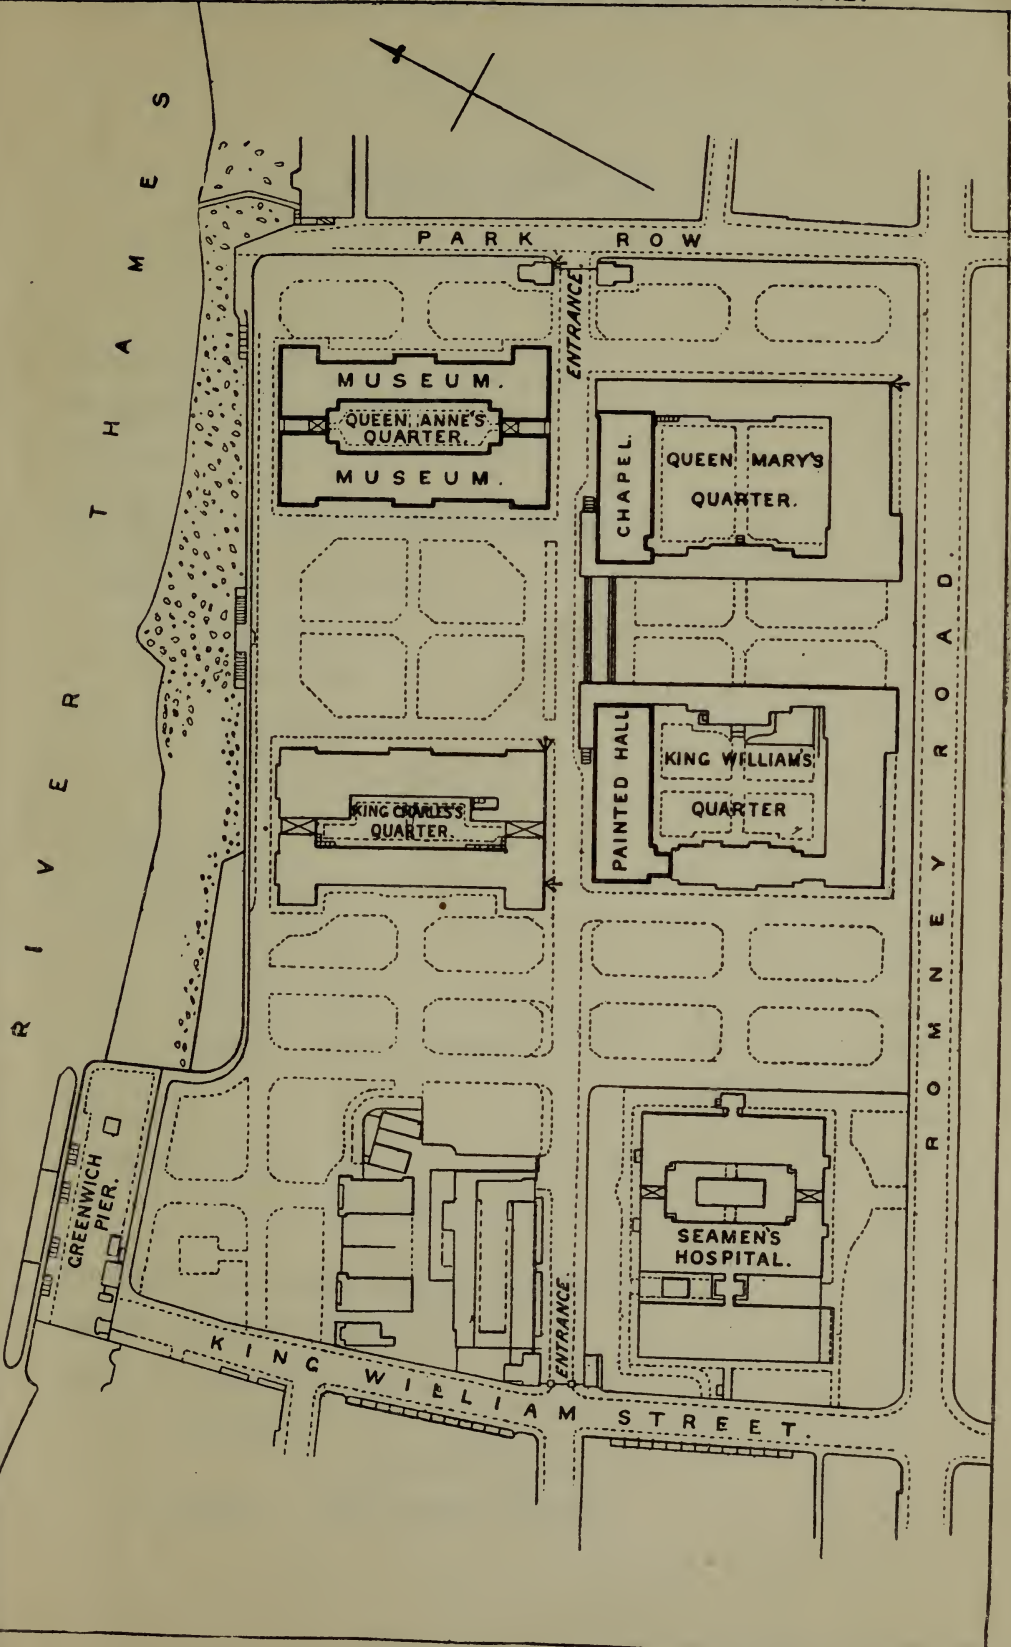 RIVER THAMES
PARK ROW
ENTRANCE.
MUSEUM.
QUEEN ANNE'S
QUARTER.
MUSEUM.
CHAPEL.
QUEEN MARY'S
QUARTER.
KING CHARLES'S
QUARTER.
PAINTED HALL
KING WILLIAM'S
QUARTER
ROMNEY ROAD.
GREENWICH
PIER.
SEAMEN'S
HOSPITAL.
ENTRANCE
KING WILLIAM STREET.